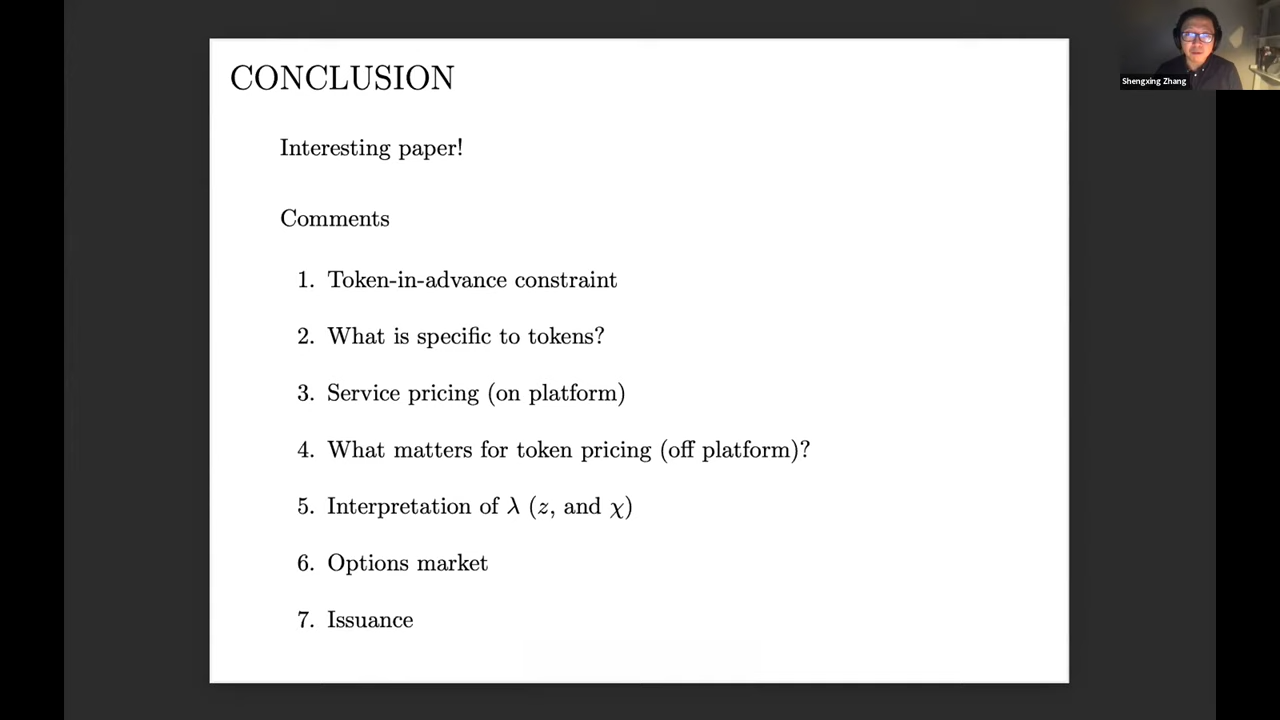 CONCLUSION
Interesting paper!
Comments
1. Token-in-advance constraint
2. What is specific to tokens?
3. Service pricing (on platform)
4. What matters for token pricing (off platform)?
5. Interpretation of λ (z, and χ)
6. Options market
7. Issuance
Shengxing Zhang